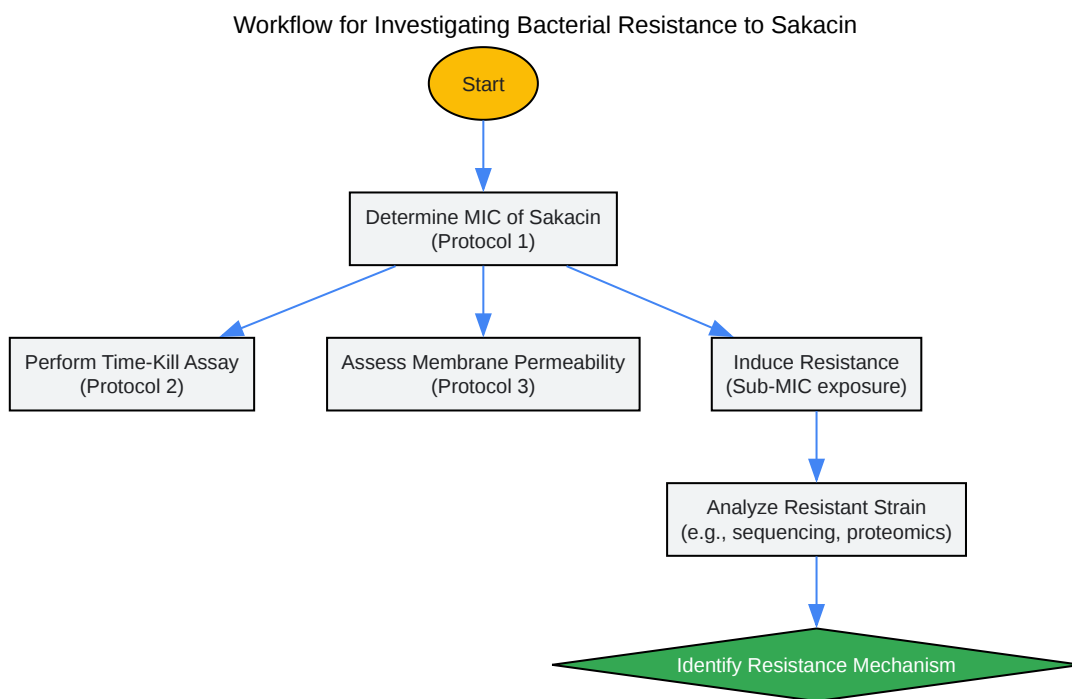 Workflow for Investigating Bacterial Resistance to Sakacin
Start
Determine MIC of Sakacin
(Protocol 1)
Perform Time-Kill Assay
(Protocol 2)
Assess Membrane Permeability
(Protocol 3)
Induce Resistance
(Sub-MIC exposure)
Analyze Resistant Strain
(e.g., sequencing, proteomics)
Identify Resistance Mechanism